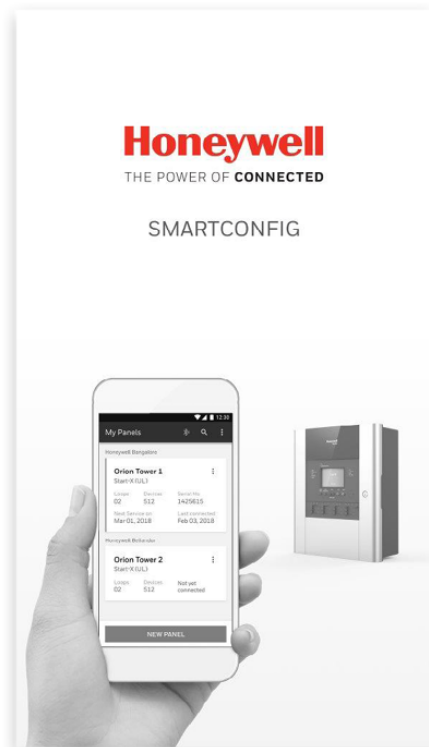 Honeywell
THE POWER OF CONNECTED
SMARTCONFIG
12:30
My Panels
Honeywell Bangalore
Orion Tower 1
Start-X (UL)
Loops Devices Serial No.
02 512 1425615
Next Service on Last connected
Mar 01, 2018 Feb 03, 2018
Honeywell
Orion Tower 2
Start-X (UL)
Loops Devices Not yet
02 512 connected
NEW PANEL